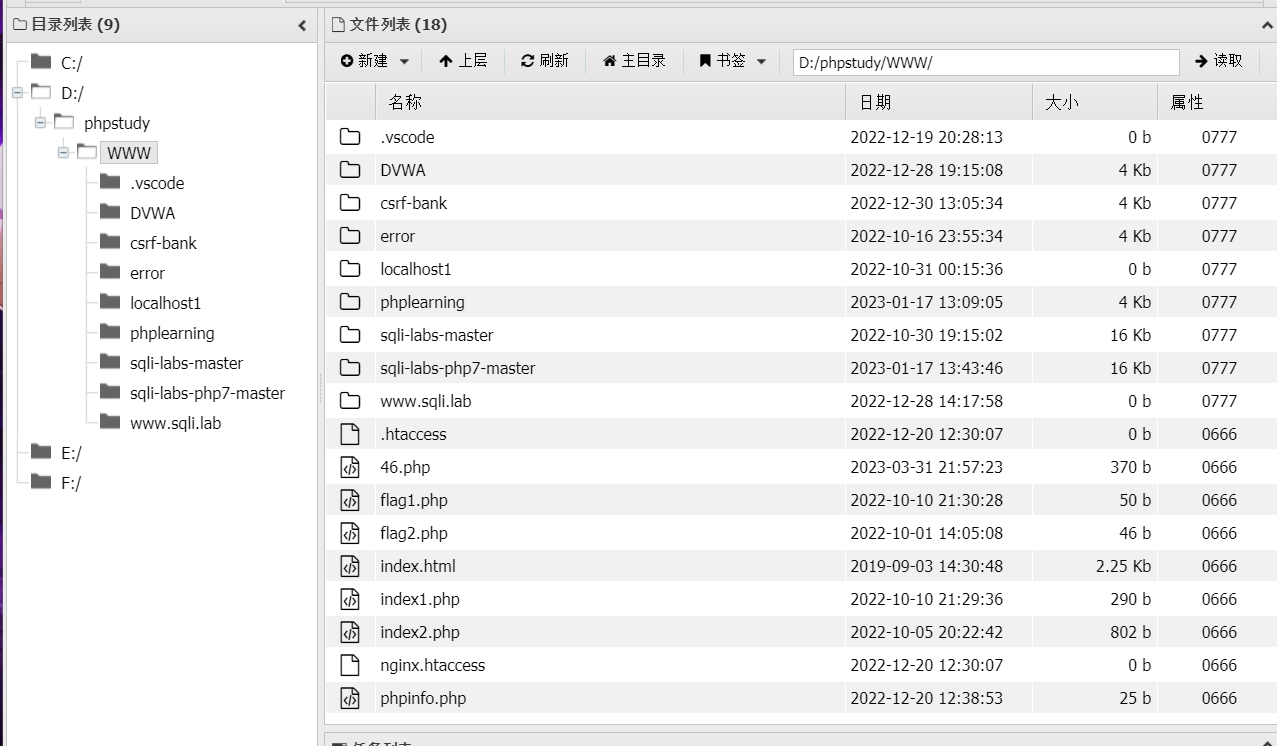 目录列表 (9)
C:/
D:/
phpstudy
WWW
.vscode
DVWA
csrf-bank
error
localhost1
phplearning
sqli-labs-master
sqli-labs-php7-master
www.sqli.lab
E:/
F:/
文件列表 (18)
新建 上层 刷新 主目录 书签 D:/phpstudy/WWW/ 读取
名称 日期 大小 属性
.vscode 2022-12-19 20:28:13 0 b 0777
DVWA 2022-12-28 19:15:08 4 Kb 0777
csrf-bank 2022-12-30 13:05:34 4 Kb 0777
error 2022-10-16 23:55:34 4 Kb 0777
localhost1 2022-10-31 00:15:36 0 b 0777
phplearning 2023-01-17 13:09:05 4 Kb 0777
sqli-labs-master 2022-10-30 19:15:02 16 Kb 0777
sqli-labs-php7-master 2023-01-17 13:43:46 16 Kb 0777
www.sqli.lab 2022-12-28 14:17:58 0 b 0777
.htaccess 2022-12-20 12:30:07 0 b 0666
46.php 2023-03-31 21:57:23 370 b 0666
flag1.php 2022-10-10 21:30:28 50 b 0666
flag2.php 2022-10-01 14:05:08 46 b 0666
index.html 2019-09-03 14:30:48 2.25 Kb 0666
index1.php 2022-10-10 21:29:36 290 b 0666
index2.php 2022-10-05 20:22:42 802 b 0666
nginx.htaccess 2022-12-20 12:30:07 0 b 0666
phpinfo.php 2022-12-20 12:38:53 25 b 0666